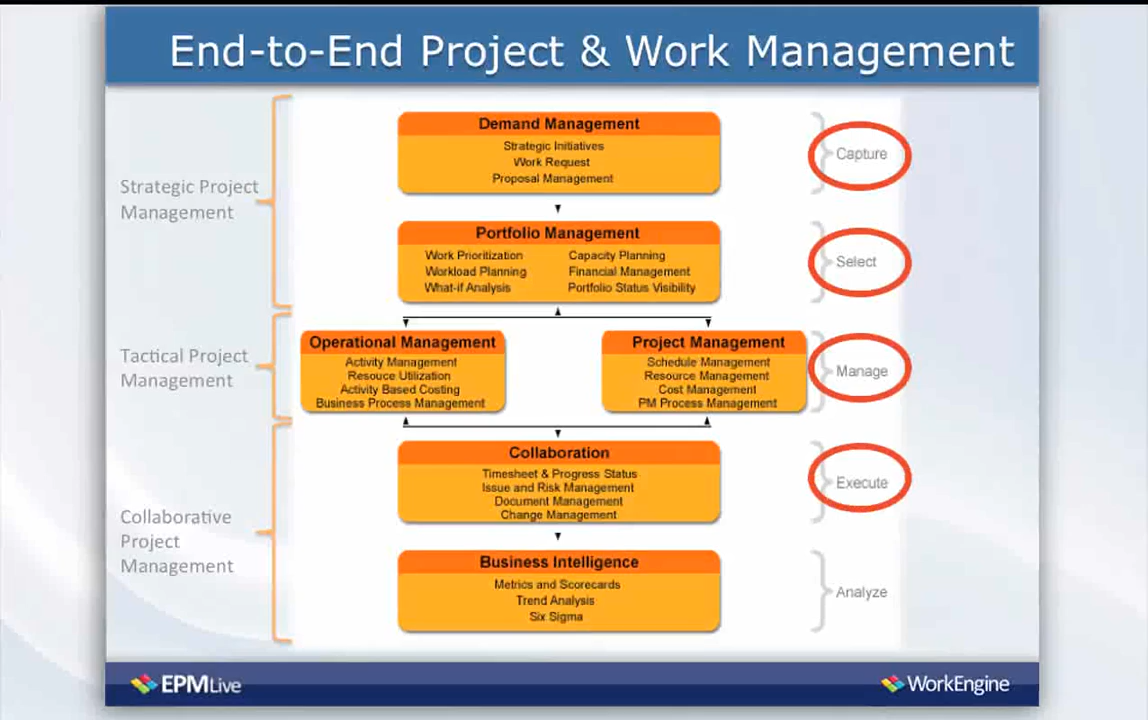 End-to-End Project & Work Management
Strategic Project
Management
Demand Management
Strategic Initiatives
Work Request
Proposal Management
Capture
Portfolio Management
Work Prioritization
Capacity Planning
Workload Planning
Financial Management
What-if Analysis
Portfolio Status Visibility
Select
Tactical Project
Management
Operational Management
Activity Management
Resouce Utilization
Activity Based Costing
Business Process Management
Project Management
Schedule Management
Resource Management
Cost Management
PM Process Management
Manage
Collaborative
Project
Management
Collaboration
Timesheet & Progress Status
Issue and Risk Management
Document Management
Change Management
Execute
Business Intelligence
Metrics and Scorecards
Trend Analysis
Six Sigma
Analyze
EPMLive
WorkEngine